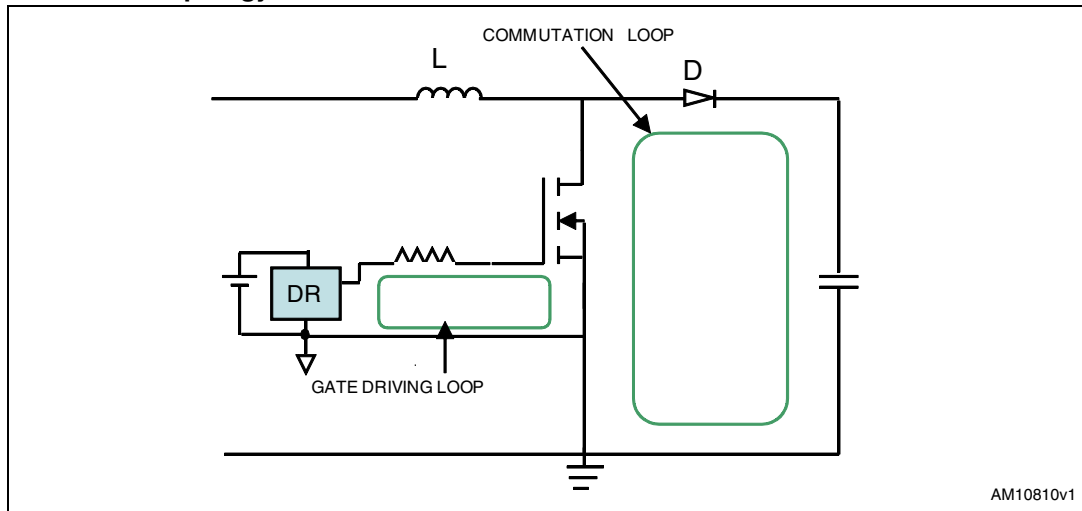 COMMUTATION LOOP
L
D
DR
GATE DRIVING LOOP
AM10810v1